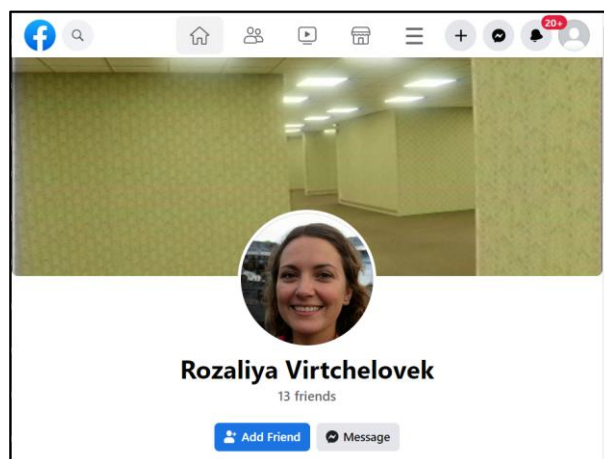 20+
Rozaliya Virtchelovek
13 friends
Add Friend Message